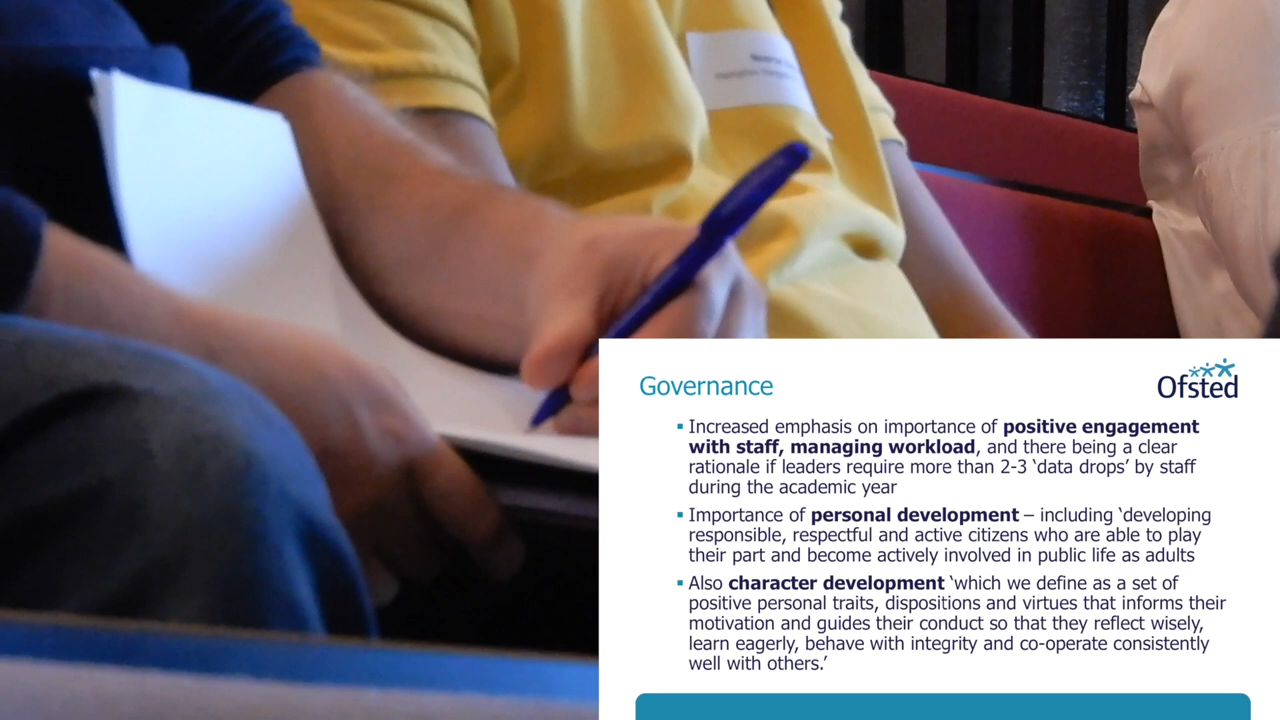 Governance
Ofsted
▪ Increased emphasis on importance of positive engagement
with staff, managing workload, and there being a clear
rationale if leaders require more than 2-3 ‘data drops’ by staff
during the academic year
▪ Importance of personal development – including ‘developing
responsible, respectful and active citizens who are able to play
their part and become actively involved in public life as adults
▪ Also character development ‘which we define as a set of
positive personal traits, dispositions and virtues that informs their
motivation and guides their conduct so that they reflect wisely,
learn eagerly, behave with integrity and co-operate consistently
well with others.’